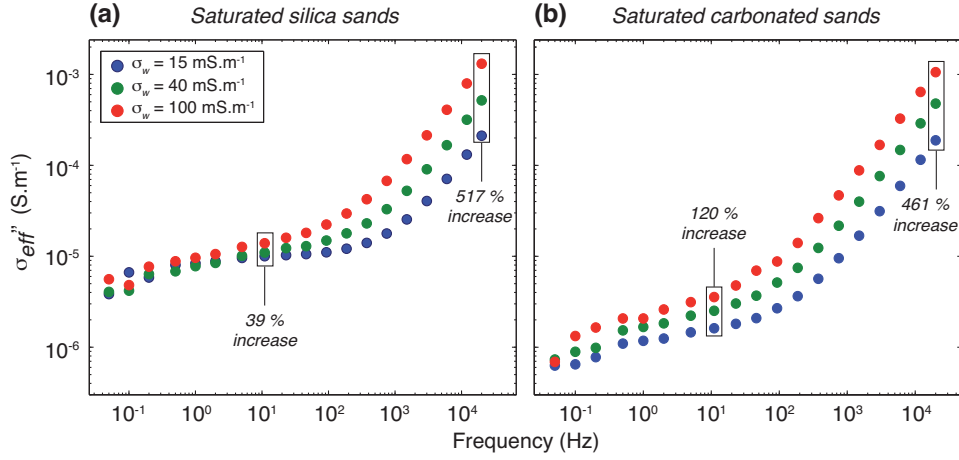 (a) Saturated silica sands
(b) Saturated carbonated sands
σw = 15 mS.m-1
σw = 40 mS.m-1
σw = 100 mS.m-1
σeff" (S.m-1)
10-3
10-4
10-5
10-6
39 %
increase
517 %
increase
120 %
increase
461 %
increase
10-1 100 101 102 103 104
10-1 100 101 102 103 104
Frequency (Hz)